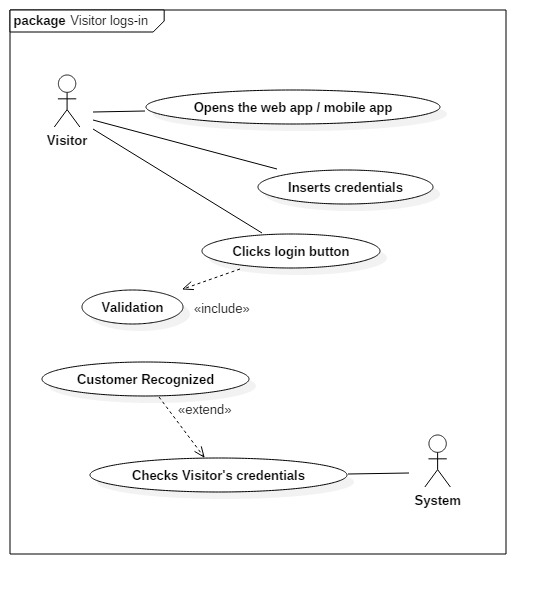 package Visitor logs-in
Opens the web app / mobile app
Visitor
Inserts credentials
Clicks login button
Validation
«include»
Customer Recognized
«extend»
Checks Visitor's credentials
System